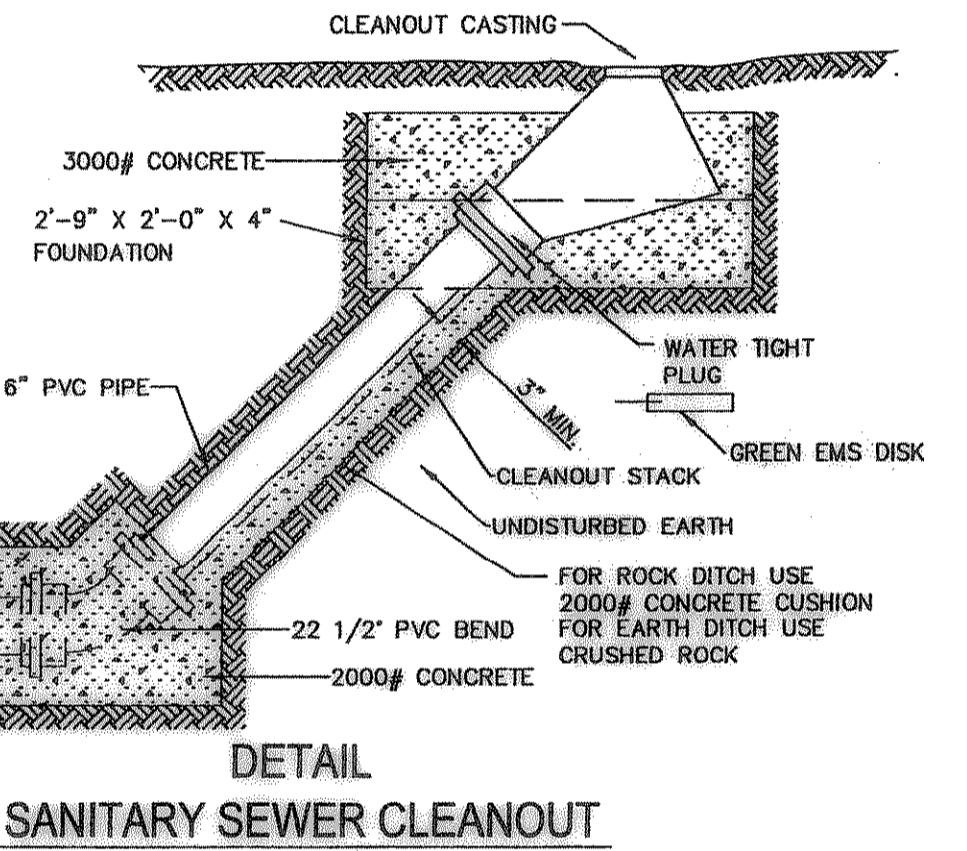 CLEANOUT CASTING
3000# CONCRETE
2'-9" X 2'-0" X 4"
FOUNDATION
WATER TIGHT
PLUG
6" PVC PIPE
3" MIN.
GREEN EMS DISK
CLEANOUT STACK
UNDISTURBED EARTH
FOR ROCK DITCH USE
2000# CONCRETE CUSHION
FOR EARTH DITCH USE
CRUSHED ROCK
22 1/2° PVC BEND
2000# CONCRETE
DETAIL
SANITARY SEWER CLEANOUT